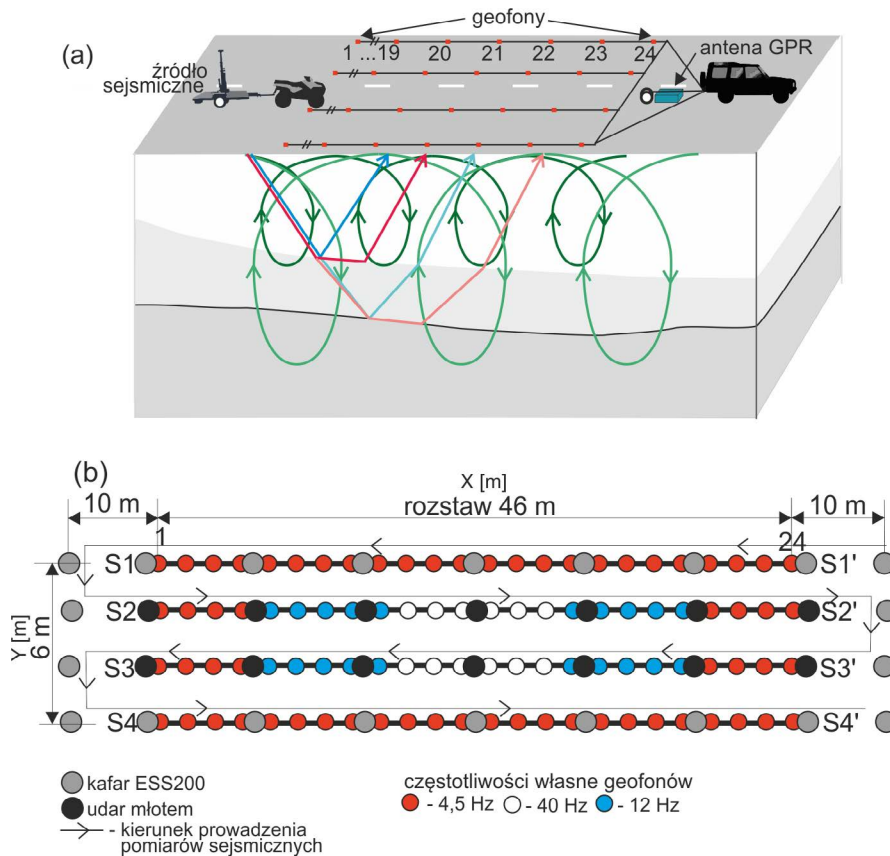 (a)
geofony
1 ...19 20 21 22 23 24
antena GPR
źródło
sejsmiczne
(b)
X [m]
10 m
rozstaw 46 m
10 m
1
24
S1
S1'
S2
S2'
Y [m]
6 m
S3
S3'
S4
S4'
kafar ESS200
udar młotem
- kierunek prowadzenia
pomiarów sejsmicznych
częstotliwości własne geofonów
- 4,5 Hz - 40 Hz - 12 Hz